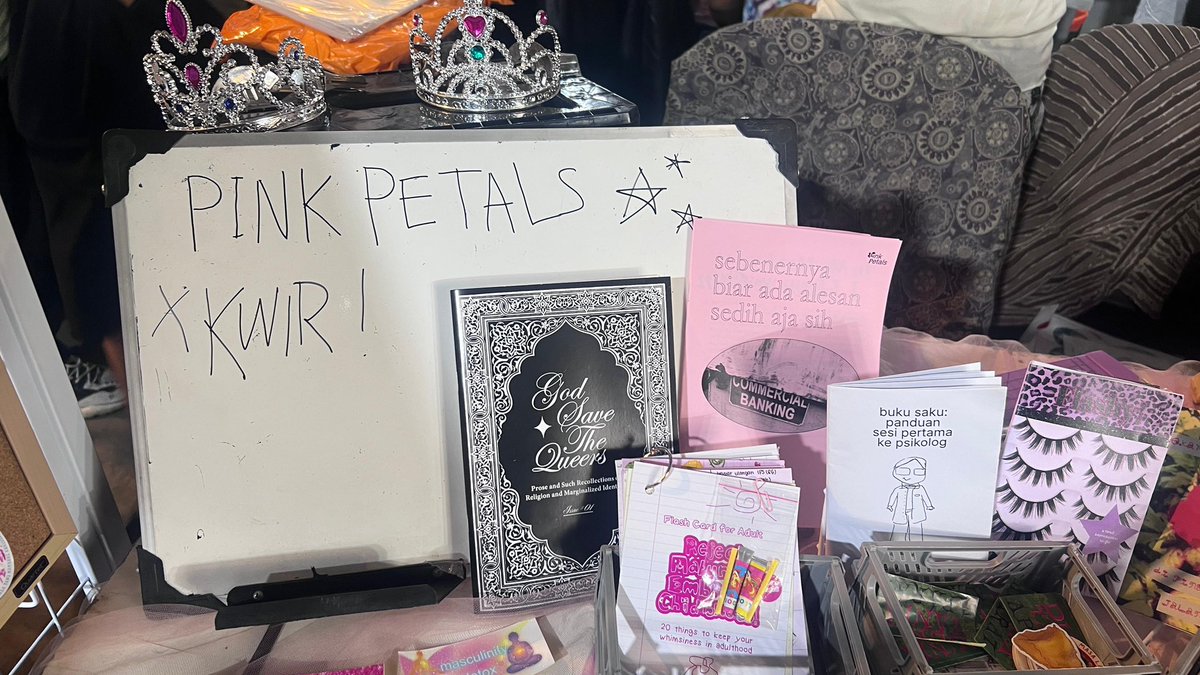 PINK PETALS
X KWIR!
God
Save
The
Queers
Prose and Such Recollections
Religion and Marginalized
sebenernya
biar ada alesan
sedih aja sih
Petals
COMMERCIAL
BANKING
buku saku:
panduan
sesi pertama
ke psikolog
Flash Card for Adult
20 things to keep your
whimsiness in adulthood
masculinity